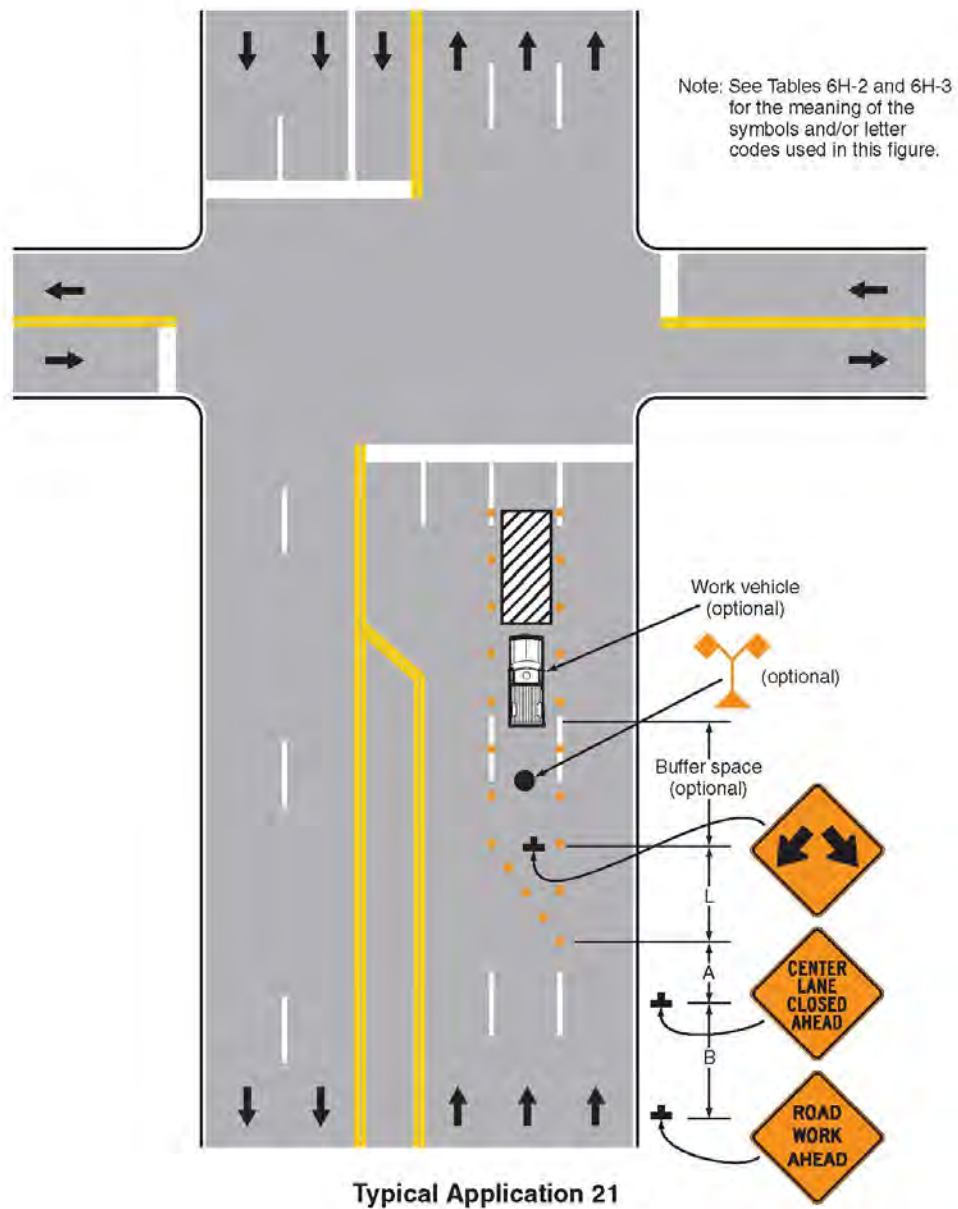 Note: See Tables 6H-2 and 6H-3
for the meaning of the
symbols and/or letter
codes used in this figure.
Work vehicle
(optional)
(optional)
Buffer space
(optional)
L
A
CENTER
LANE
CLOSED
AHEAD
B
ROAD
WORK
AHEAD
Typical Application 21